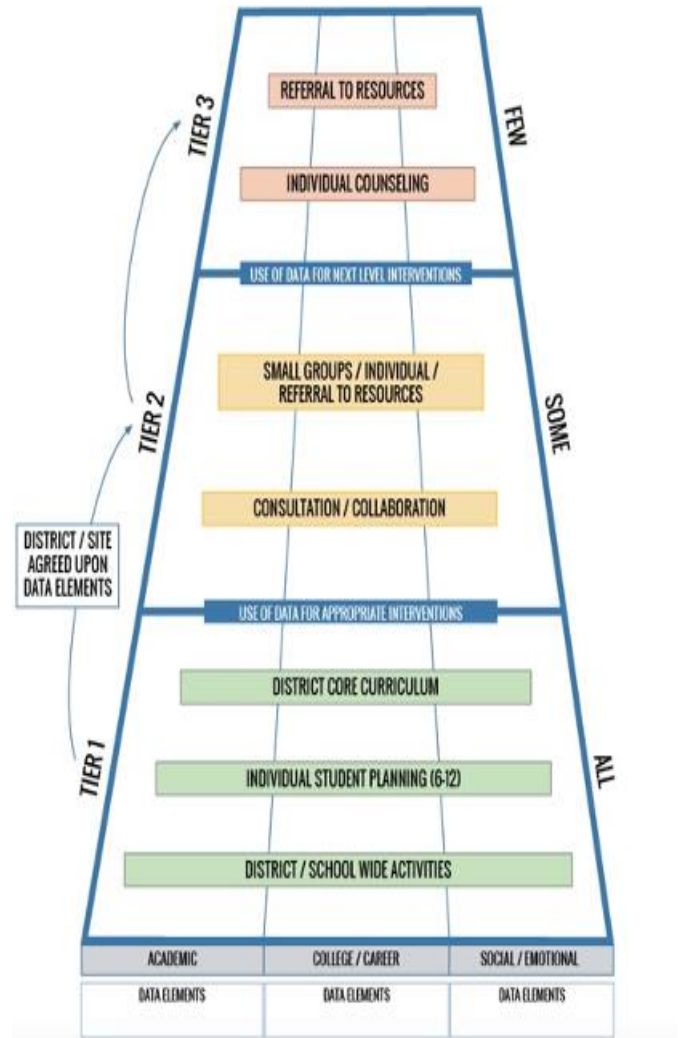 TIER 3
FEW
REFERRAL TO RESOURCES
INDIVIDUAL COUNSELING
USE OF DATA FOR NEXT LEVEL INTERVENTIONS
TIER 2
SOME
SMALL GROUPS / INDIVIDUAL /
REFERRAL TO RESOURCES
CONSULTATION / COLLABORATION
DISTRICT / SITE
AGREED UPON
DATA ELEMENTS
USE OF DATA FOR APPROPRIATE INTERVENTIONS
TIER 1
ALL
DISTRICT CORE CURRICULUM
INDIVIDUAL STUDENT PLANNING (6-12)
DISTRICT / SCHOOL WIDE ACTIVITIES
ACADEMIC
COLLEGE / CAREER
SOCIAL / EMOTIONAL
DATA ELEMENTS
DATA ELEMENTS
DATA ELEMENTS